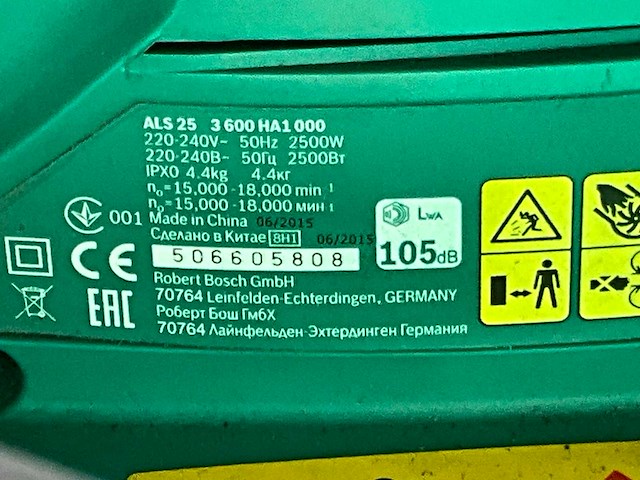 ALS 25 3 600 HA1 000
220-240V~ 50Hz 2500W
220-240В~ 50Гц 2500Вт
IPX0 4.4kg 4.4кг
n₀=15,000-18,000 min⁻¹
n₀=15,000-18,000 мин⁻¹
001 Made in China 06/2015
Сделано в Китае 8H1 06/2015
506605808
CE
EAC
LWA
105dB
Robert Bosch GmbH
70764 Leinfelden-Echterdingen, GERMANY
Роберт Бош ГмбХ
70764 Лайнфельден-Эхтердинген Германия